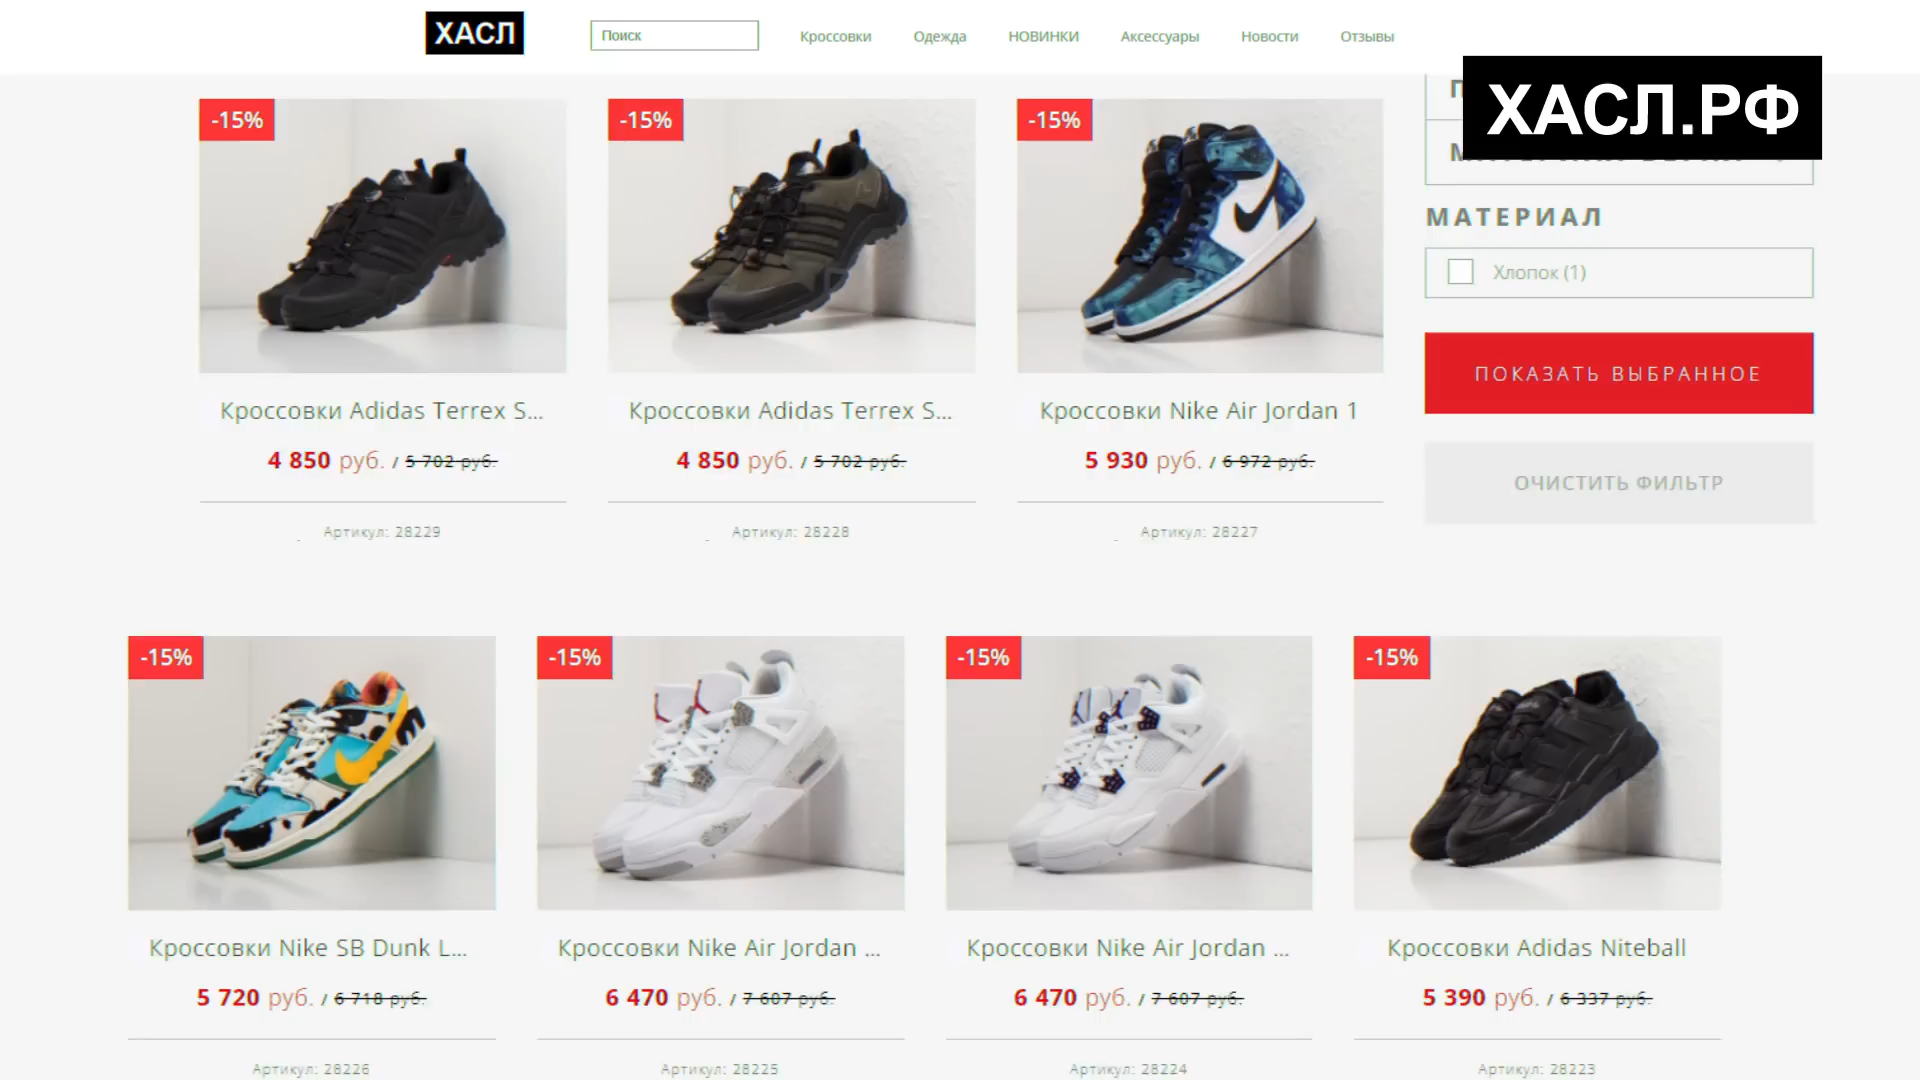 ХАСЛ
Поиск
Кроссовки
Одежда
НОВИНКИ
Аксессуары
Новости
Отзывы
ХАСЛ.РФ
-15%
-15%
-15%
МАТЕРИАЛ
Хлопок (1)
ПОКАЗАТЬ ВЫБРАННОЕ
ОЧИСТИТЬ ФИЛЬТР
Кроссовки Adidas Terrex S...
Кроссовки Adidas Terrex S...
Кроссовки Nike Air Jordan 1
4 850 руб. / 5 702 руб.
4 850 руб. / 5 702 руб.
5 930 руб. / 6 972 руб.
Артикул: 28229
Артикул: 28228
Артикул: 28227
-15%
-15%
-15%
-15%
Кроссовки Nike SB Dunk L...
Кроссовки Nike Air Jordan ...
Кроссовки Nike Air Jordan ...
Кроссовки Adidas Niteball
5 720 руб. / 6 718 руб.
6 470 руб. / 7 607 руб.
6 470 руб. / 7 607 руб.
5 390 руб. / 6 337 руб.
Артикул: 28226
Артикул: 28225
Артикул: 28224
Артикул: 28223